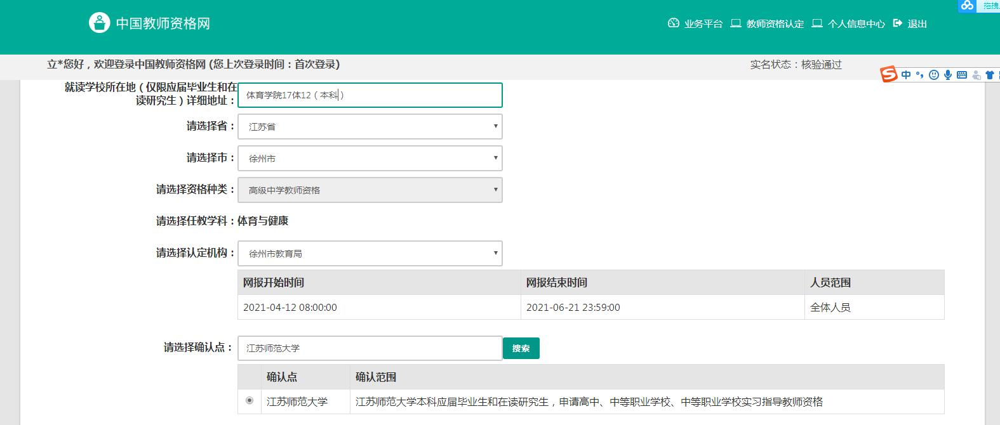 拖拽
中国教师资格网
业务平台 教师资格认定 个人信息中心 退出
立*您好，欢迎登录中国教师资格网 (您上次登录时间：首次登录) 实名状态：核验通过
中
就读学校所在地（仅限应届毕业生和在
读研究生）详细地址： 体育学院17体12（本科）
请选择省： 江苏省
请选择市： 徐州市
请选择资格种类： 高级中学教师资格
请选择任教学科：体育与健康
请选择认定机构： 徐州市教育局
网报开始时间 网报结束时间 人员范围
2021-04-12 08:00:00 2021-06-21 23:59:00 全体人员
请选择确认点： 江苏师范大学 搜索
确认点 确认范围
江苏师范大学 江苏师范大学本科应届毕业生和在读研究生，申请高中、中等职业学校、中等职业学校实习指导教师资格